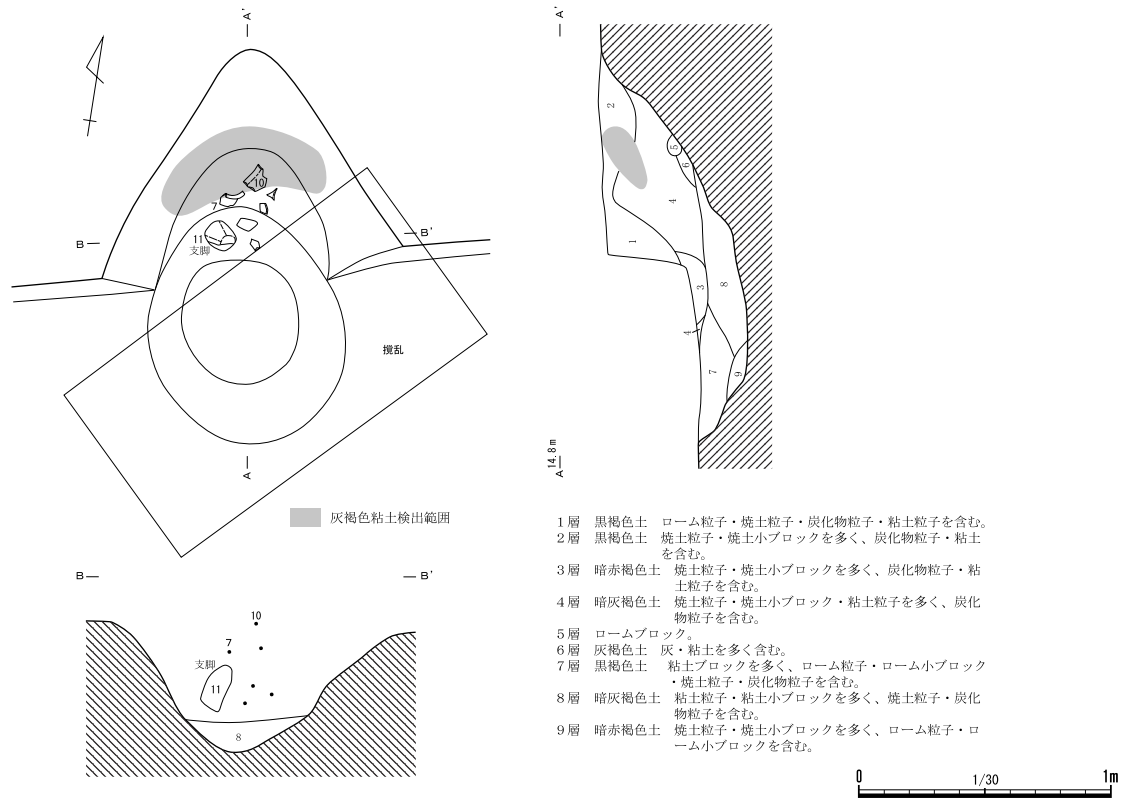 A'
10
7
11
支脚
B
B'
撹乱
A
灰褐色粘土検出範囲
B
B'
10
7
支脚
11
8
A'
2
5
6
4
1
3
8
4
7
9
14.8m
A
1層 黒褐色土 ローム粒子・焼土粒子・炭化物粒子・粘土粒子を含む。
2層 黒褐色土 焼土粒子・焼土小ブロックを多く、炭化物粒子・粘土
を含む。
3層 暗赤褐色土 焼土粒子・焼土小ブロックを多く、炭化物粒子・粘
土粒子を含む。
4層 暗灰褐色土 焼土粒子・焼土小ブロック・粘土粒子を多く、炭化
物粒子を含む。
5層 ロームブロック。
6層 灰褐色土 灰・粘土を多く含む。
7層 黒褐色土 粘土ブロックを多く、ローム粒子・ローム小ブロック
・焼土粒子・炭化物粒子を含む。
8層 暗灰褐色土 粘土粒子・粘土小ブロックを多く、焼土粒子・炭化
物粒子を含む。
9層 暗赤褐色土 焼土粒子・焼土小ブロックを多く、ローム粒子・ロ
ーム小ブロックを含む。
0 1/30 1m